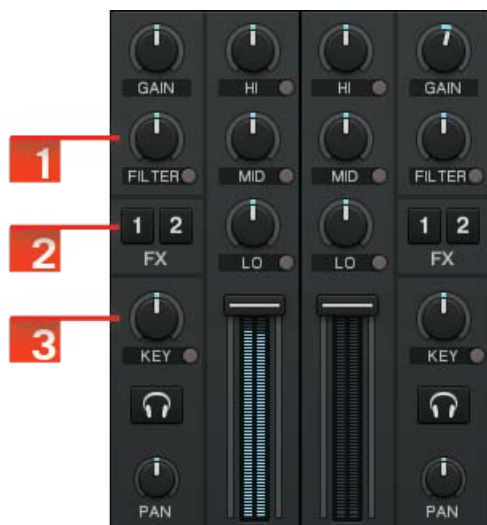 GAIN HI HI GAIN
1
FILTER MID MID FILTER
2
1 2 1 2
FX LO LO FX
3
KEY KEY
PAN PAN